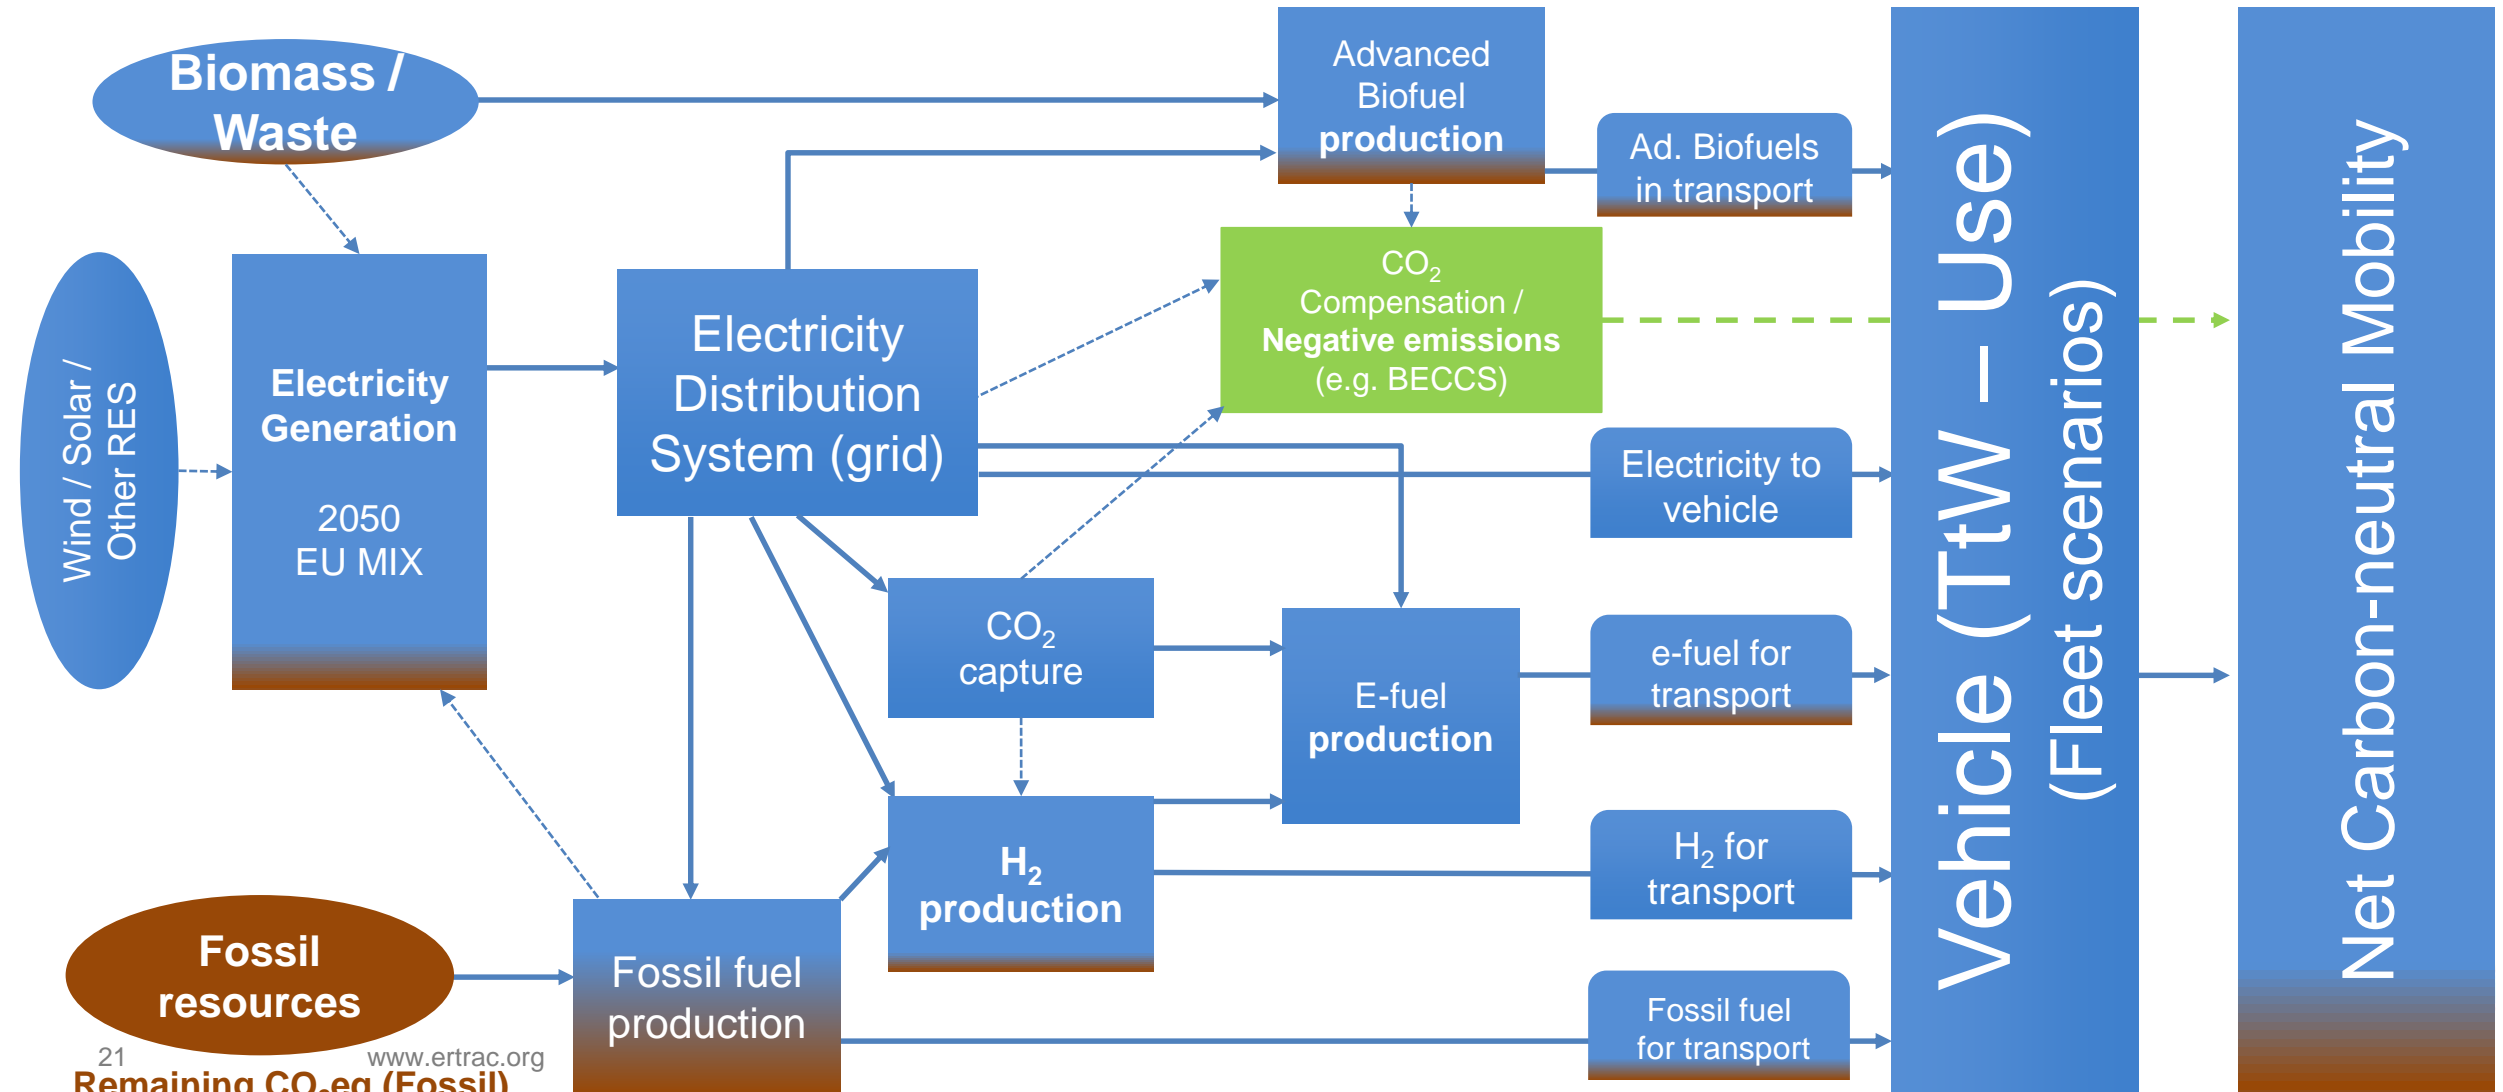 Biomass /
Waste
Wind / Solar /
Other RES
Electricity
Generation
2050
EU MIX
Electricity
Distribution
System (grid)
Advanced
Biofuel
production
Ad. Biofuels
in transport
CO₂
Compensation /
Negative emissions
(e.g. BECCS)
Electricity to
vehicle
CO₂
capture
E-fuel
production
e-fuel for
transport
H₂
production
H₂ for
transport
Fossil
resources
Fossil fuel
production
Fossil fuel
for transport
Vehicle (TtW – Use)
(Fleet scenarios)
Net Carbon-neutral Mobility
21
www.ertrac.org
Remaining CO₂eq (Fossil)